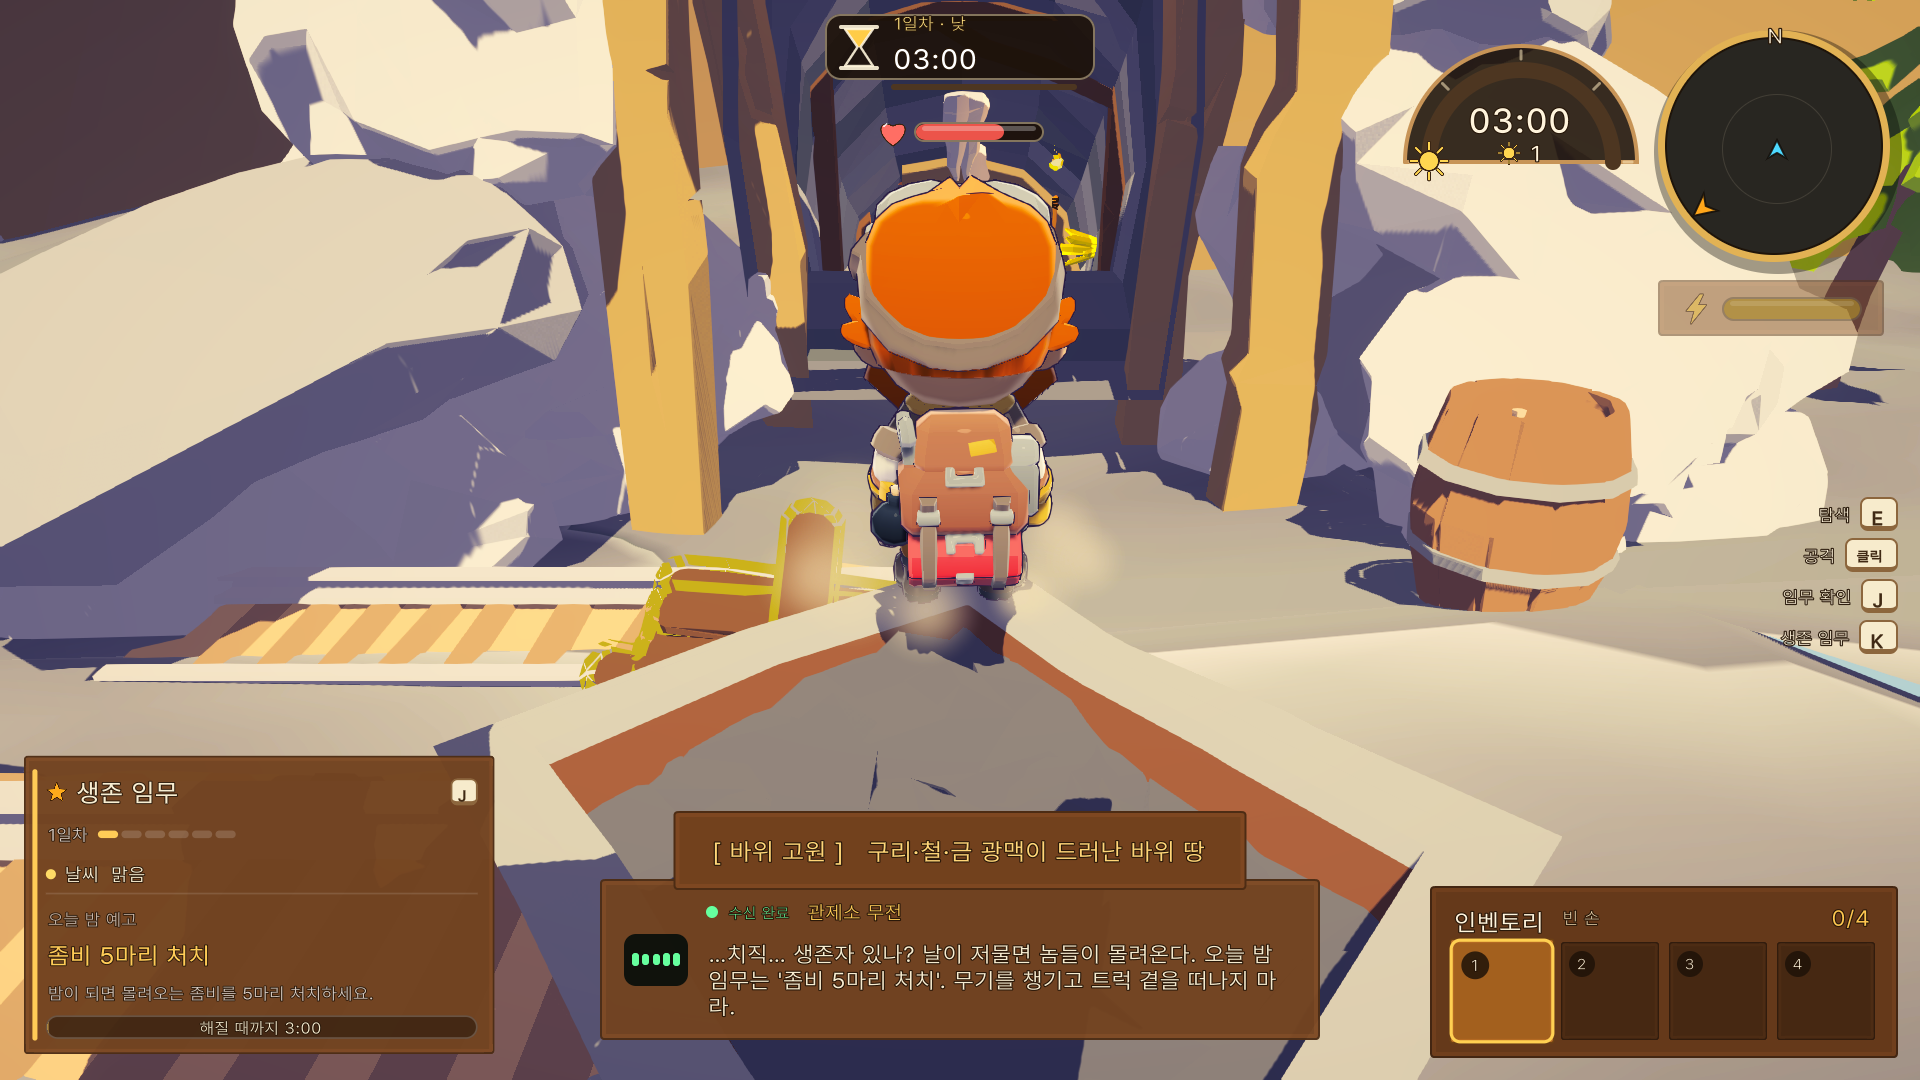 1일차 · 낮
03:00
N
03:00
1
탐색 E
공격 클릭
임무 확인 J
생존 임무 K
생존 임무 J
1일차
날씨 맑음
오늘 밤 예고
좀비 5마리 처치
밤이 되면 몰려오는 좀비를 5마리 처치하세요.
해질 때까지 3:00
[ 바위 고원 ] 구리·철·금 광맥이 드러난 바위 땅
수신 완료 관제소 무전
...치직... 생존자 있나? 날이 저물면 놈들이 몰려온다. 오늘 밤
임무는 '좀비 5마리 처치'. 무기를 챙기고 트럭 곁을 떠나지 마
라.
인벤토리 빈 손 0/4
1 2 3 4